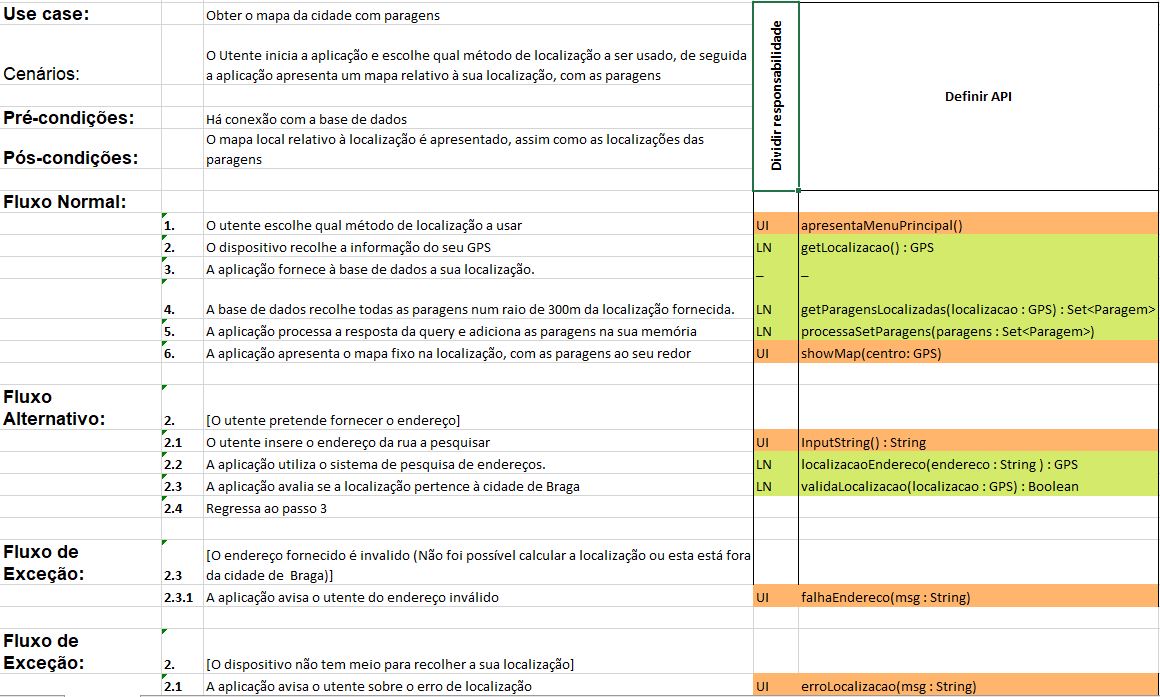 Use case: Obter o mapa da cidade com paragens
Dividir responsabilidade
Definir API
Cenários: O Utente inicia a aplicação e escolhe qual método de localização a ser usado, de seguida
a aplicação apresenta um mapa relativo à sua localização, com as paragens
Pré-condições: Há conexão com a base de dados
Pós-condições: O mapa local relativo à localização é apresentado, assim como as localizações das
paragens
Fluxo Normal:
1. O utente escolhe qual método de localização a usar UI apresentaMenuPrincipal()
2. O dispositivo recolhe a informação do seu GPS LN getLocalizacao() : GPS
3. A aplicação fornece à base de dados a sua localização. _ _
4. A base de dados recolhe todas as paragens num raio de 300m da localização fornecida. LN getParagensLocalizadas(localizacao : GPS) : Set<Paragem>
5. A aplicação processa a resposta da query e adiciona as paragens na sua memória LN processaSetParagens(paragens : Set<Paragem>)
6. A aplicação apresenta o mapa fixo na localização, com as paragens ao seu redor UI showMap(centro: GPS)
Fluxo
Alternativo: 2. [O utente pretende fornecer o endereço]
2.1 O utente insere o endereço da rua a pesquisar UI InputString() : String
2.2 A aplicação utiliza o sistema de pesquisa de endereços. LN localizacaoEndereco(endereco : String ) : GPS
2.3 A aplicação avalia se a localização pertence à cidade de Braga LN validaLocalizacao(localizacao : GPS) : Boolean
2.4 Regressa ao passo 3
Fluxo de
Exceção: 2.3 [O endereço fornecido é invalido (Não foi possível calcular a localização ou esta está fora
da cidade de Braga)]
2.3.1 A aplicação avisa o utente do endereço inválido UI falhaEndereco(msg : String)
Fluxo de
Exceção: 2. [O dispositivo não tem meio para recolher a sua localização]
2.1 A aplicação avisa o utente sobre o erro de localização UI erroLocalizacao(msg : String)